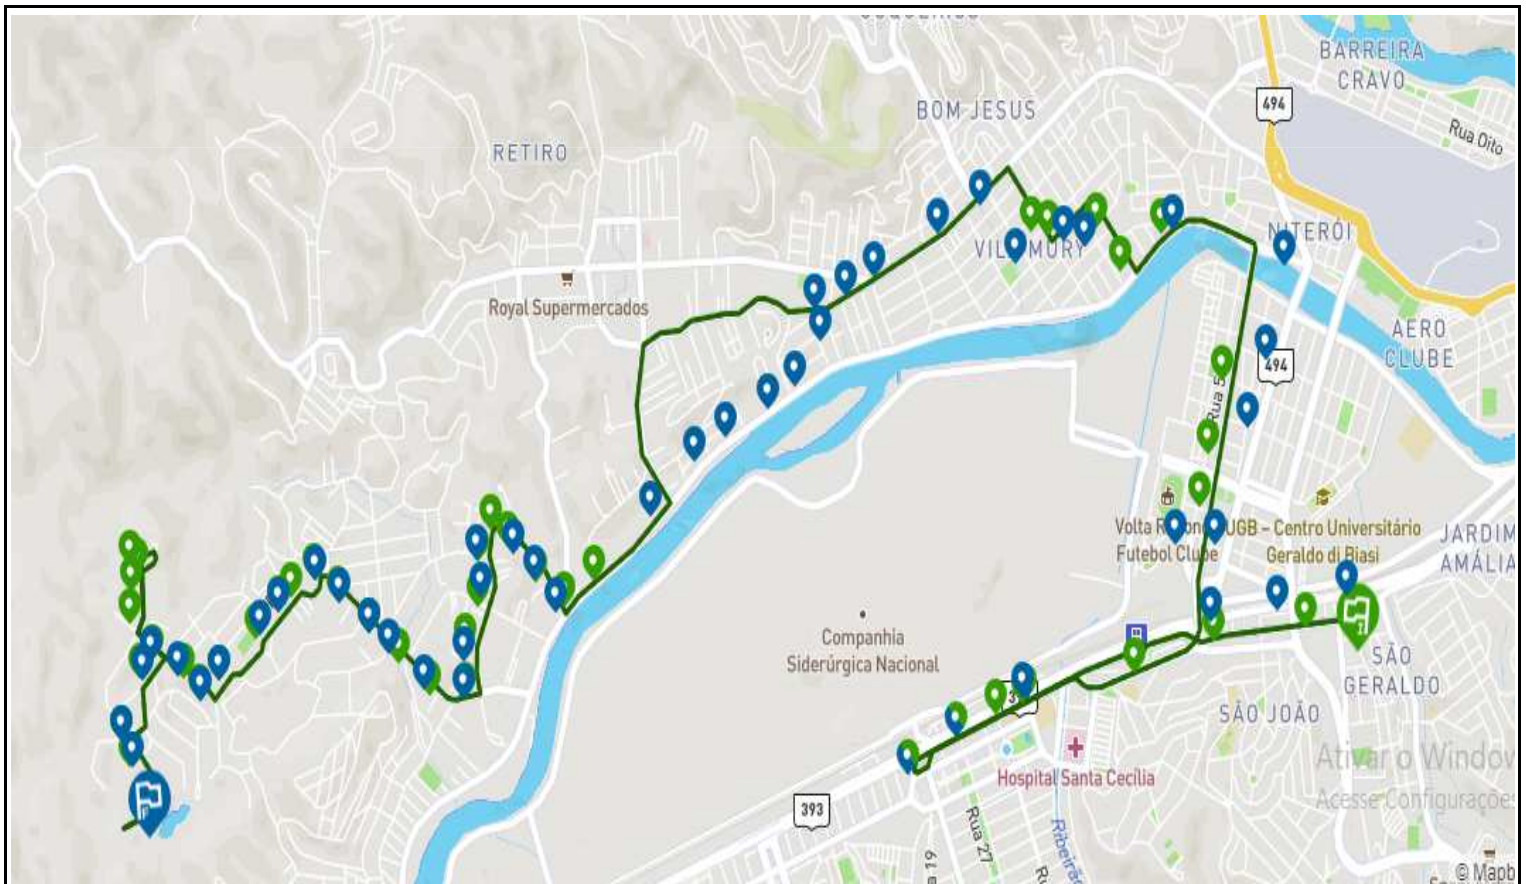 BARREIRA
CRAVO
494
BOM JESUS
Rua Oito
RETIRO
NITERÓI
Royal Supermercados
AERO
CLUBE
494
Rua 5
UGB – Centro Universitário
Geraldo di Biasi
Futebol Clube
JARDIM
AMÁLIA
Companhia
Siderúrgica Nacional
SÃO
GERALDO
SÃO JOÃO
Ativar o Window
Acesse Configurações
Hospital Santa Cecília
393
Rua 27
Ribeirão
© Mapb